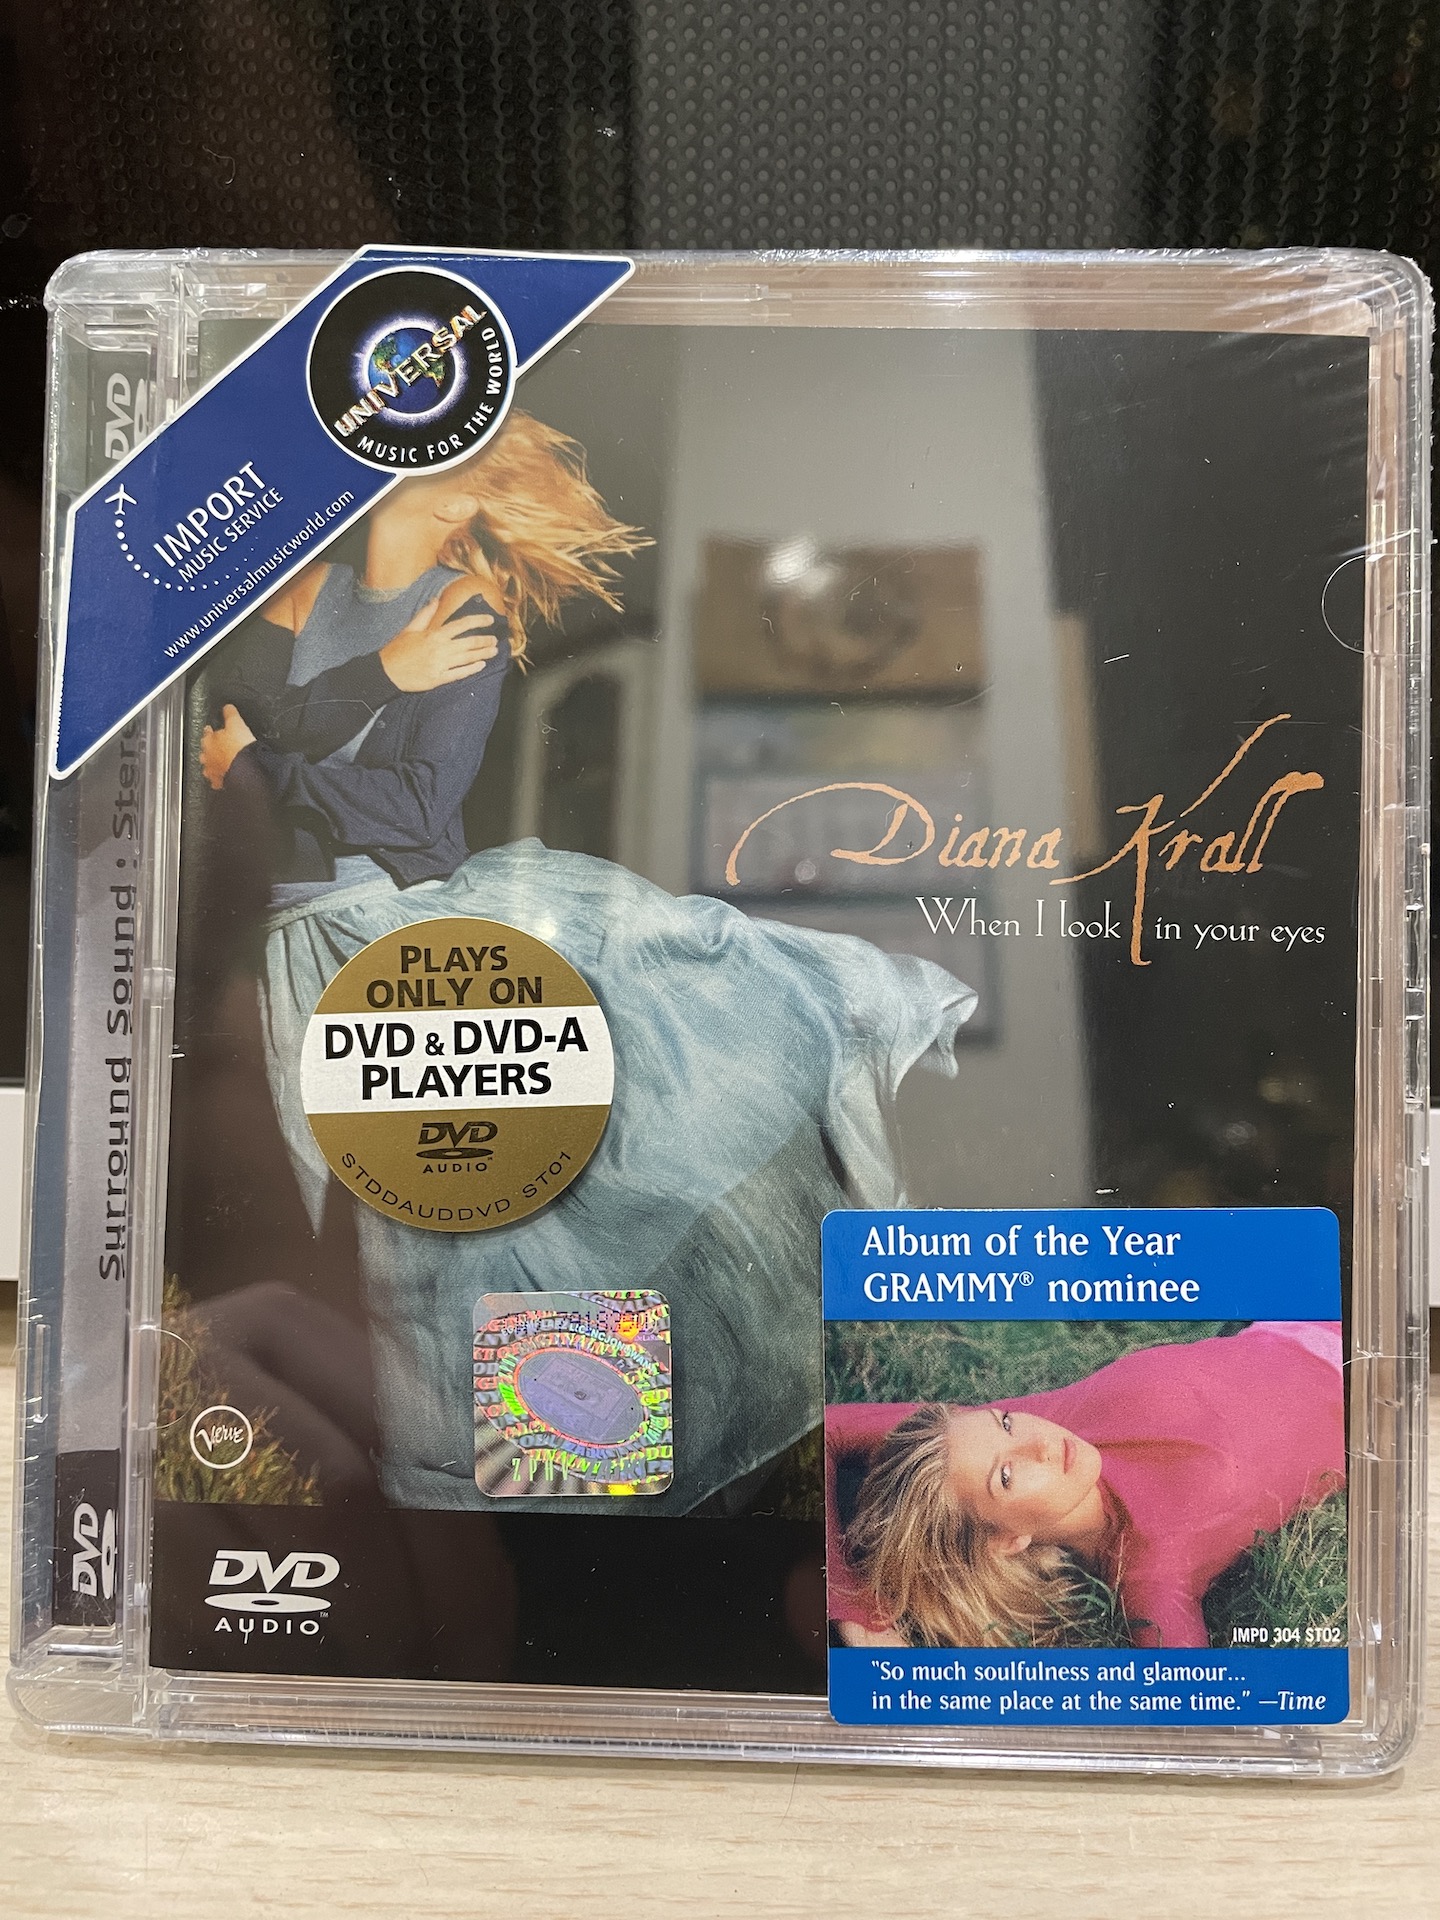 UNIVERSAL
MUSIC FOR THE WORLD
IMPORT
MUSIC SERVICE
www.universalmusicworld.com
DVD
Surround Sound : Stere
DVD
Diana Krall
When I look in your eyes
PLAYS
ONLY ON
DVD & DVD-A
PLAYERS
DVD
AUDIO
STDDAUDDVD ST01
Album of the Year
GRAMMY® nominee
IMPD 304 ST02
"So much soulfulness and glamour...
in the same place at the same time." —Time
Verve
DVD
AUDIO™